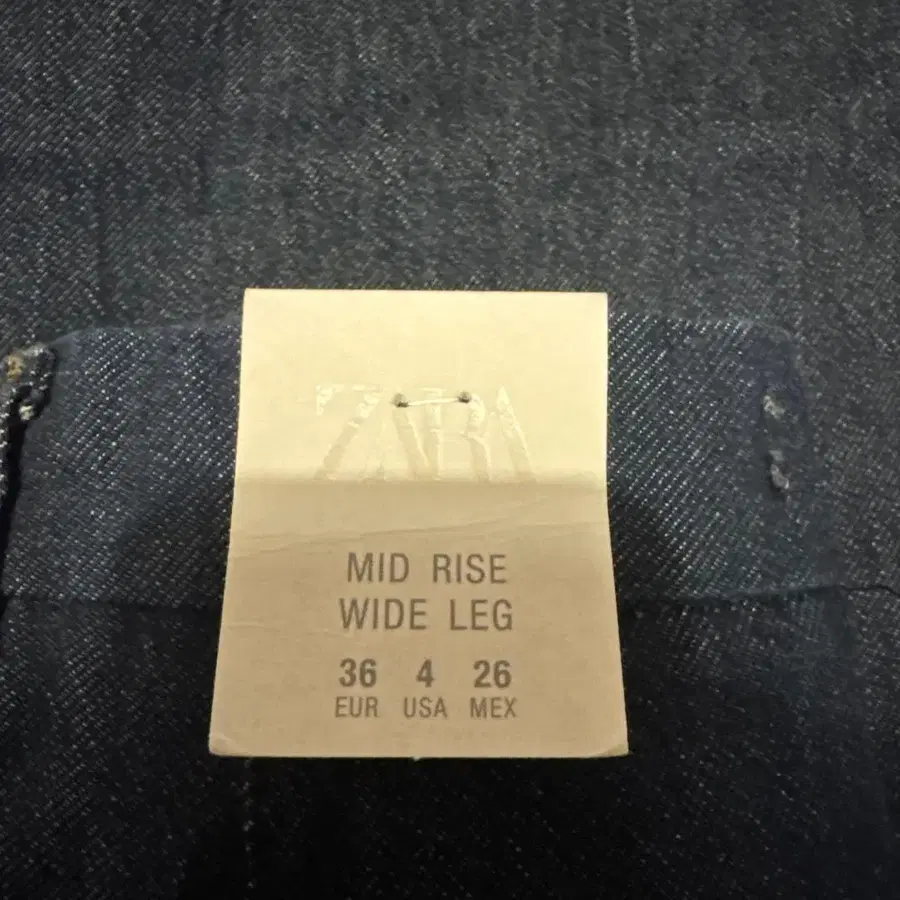 ZARA
MID RISE
WIDE LEG
36 4 26
EUR USA MEX